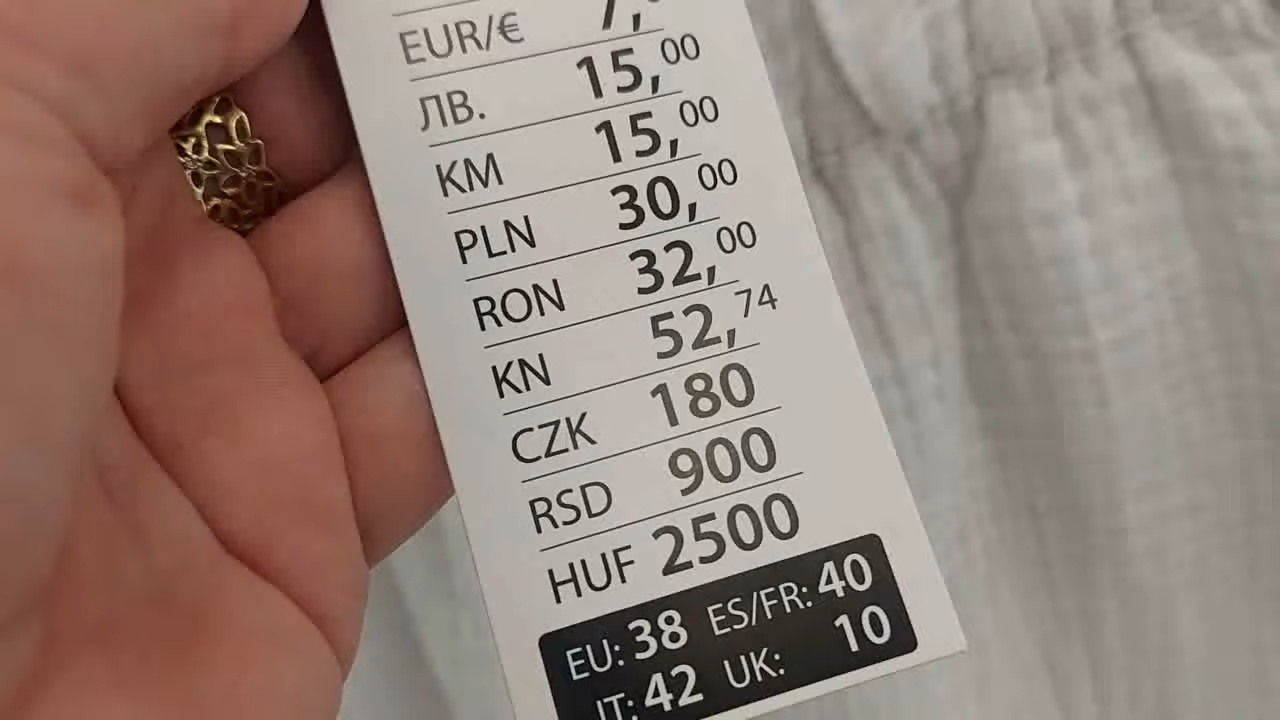 EUR/€ 7,
ЛВ. 15,00
KM 15,00
PLN 30,00
RON 32,00
KN 52,74
CZK 180
RSD 900
HUF 2500
EU: 38 ES/FR: 40
IT: 42 UK: 10